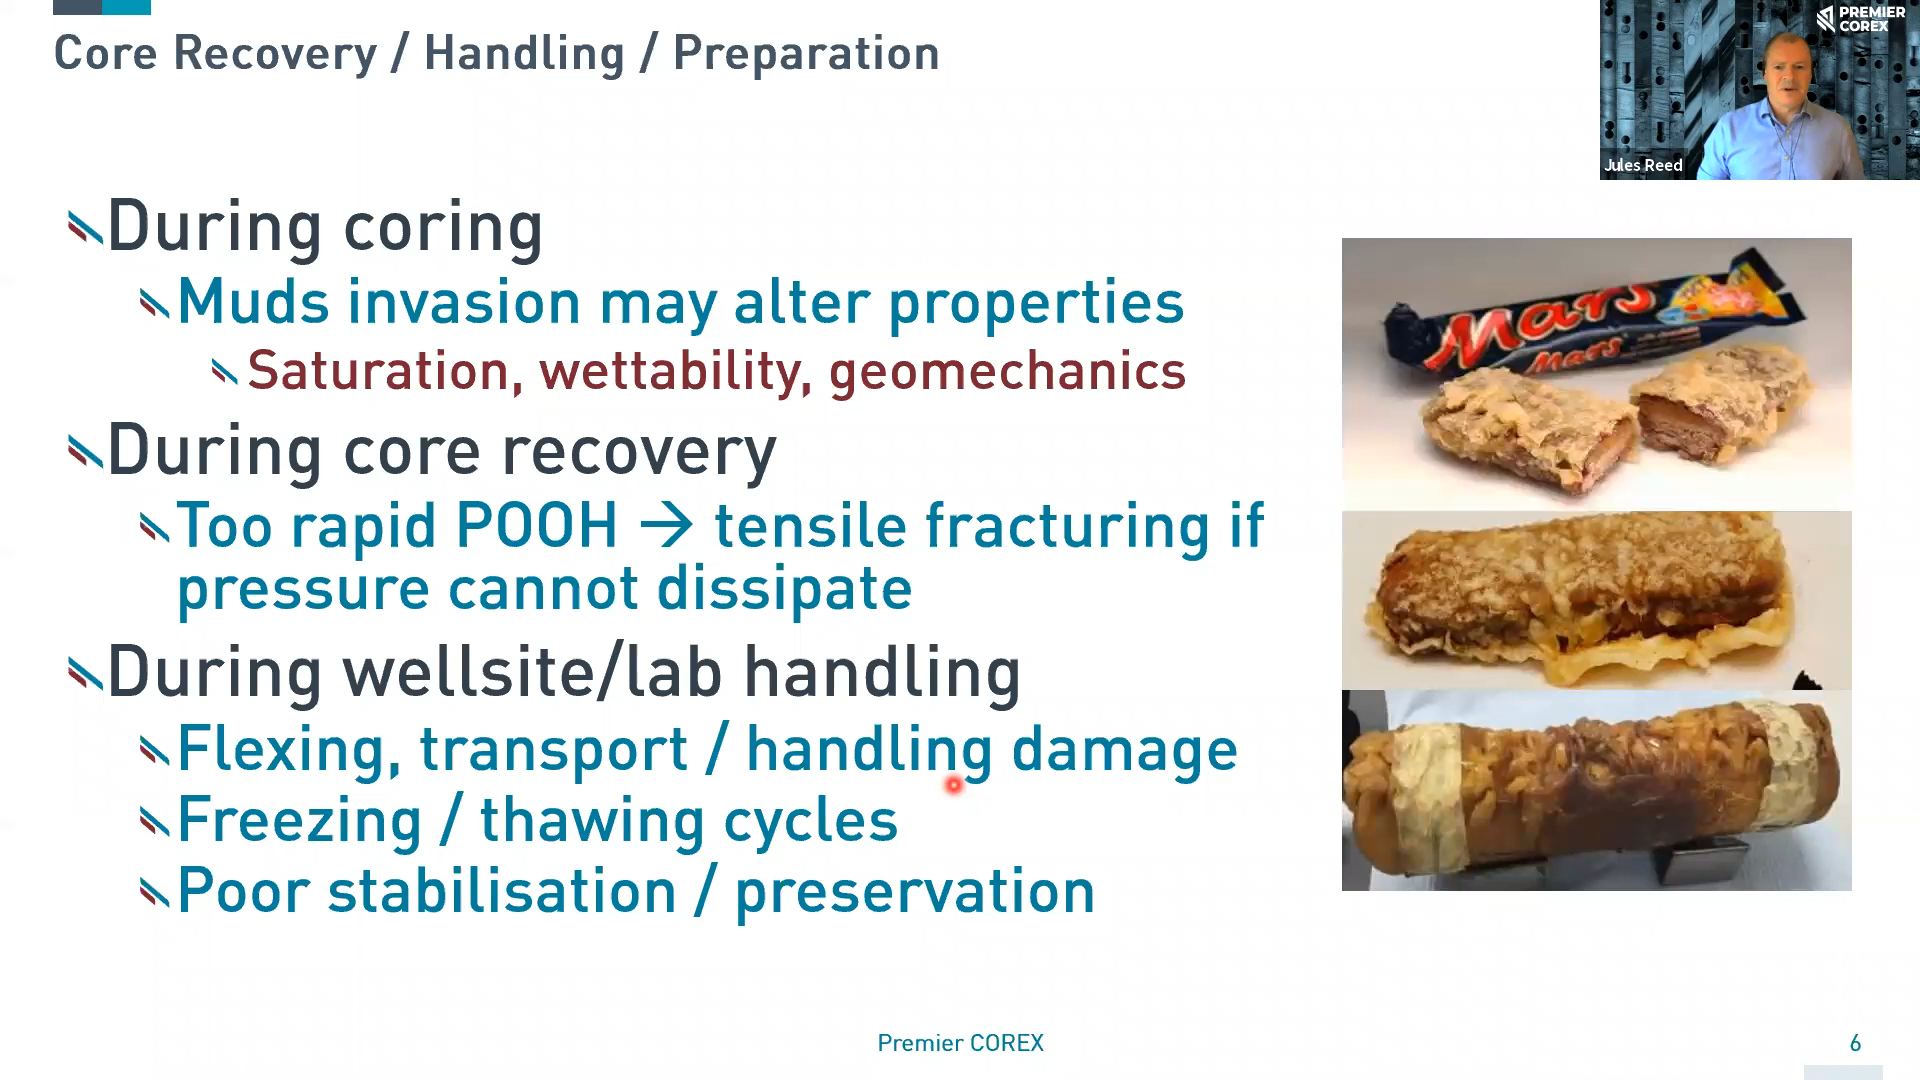 Core Recovery / Handling / Preparation
PREMIER
COREX
Jules Reed
During coring
Muds invasion may alter properties
Saturation, wettability, geomechanics
During core recovery
Too rapid POOH → tensile fracturing if
pressure cannot dissipate
During wellsite/lab handling
Flexing, transport / handling damage
Freezing / thawing cycles
Poor stabilisation / preservation
Mars
Mars
Premier COREX
6